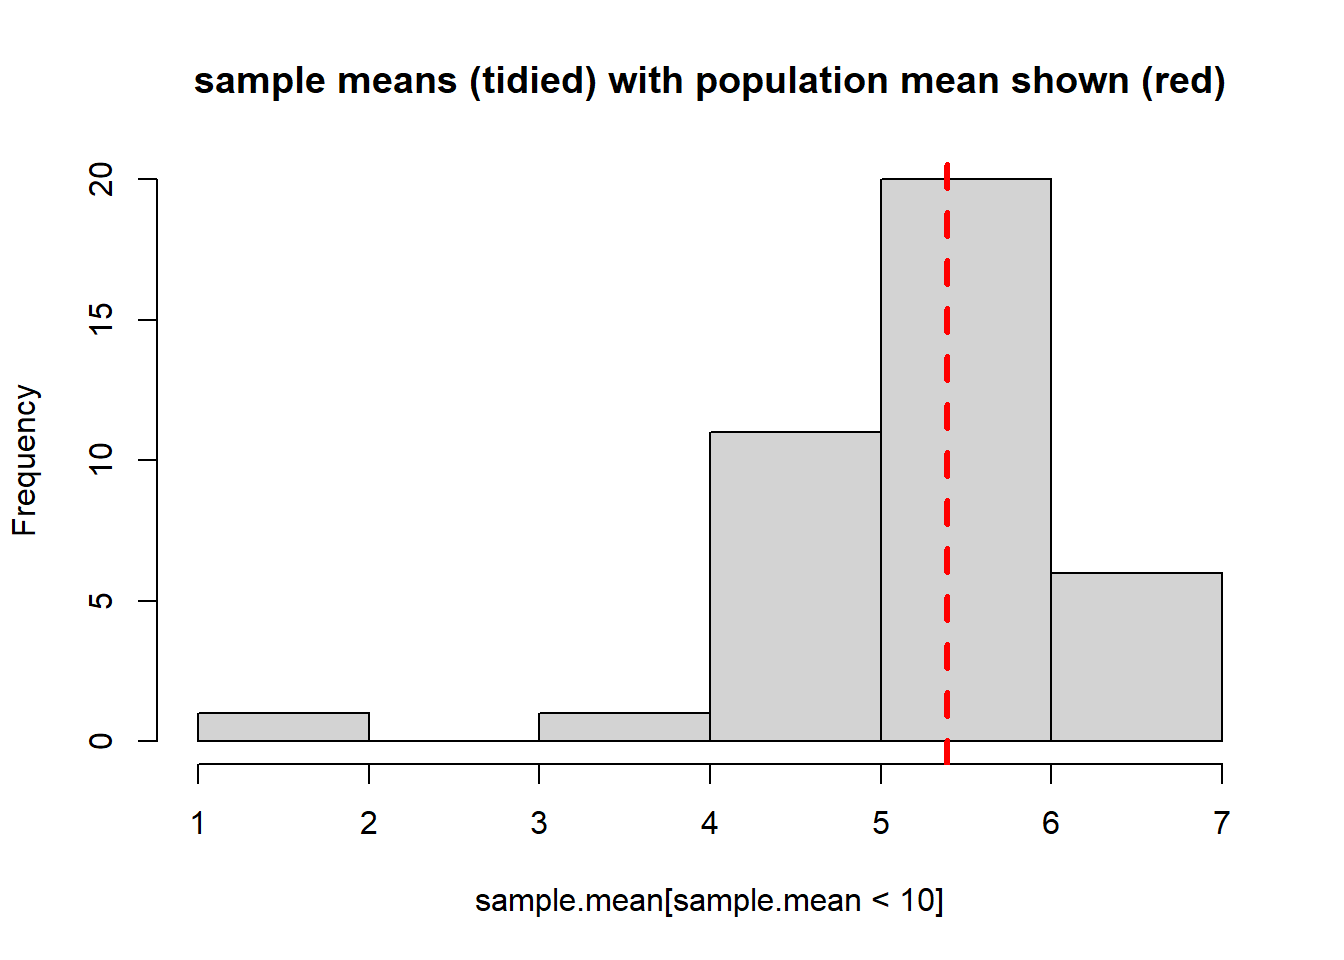 sample means (tidied) with population mean shown (red)
20
15
10
5
0
Frequency
1 2 3 4 5 6 7
sample.mean[sample.mean < 10]